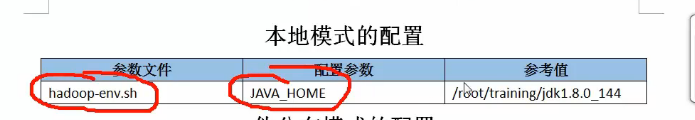 本地模式的配置
参数文件 配置参数 参考值
hadoop-env.sh JAVA_HOME /root/training/jdk1.8.0_144